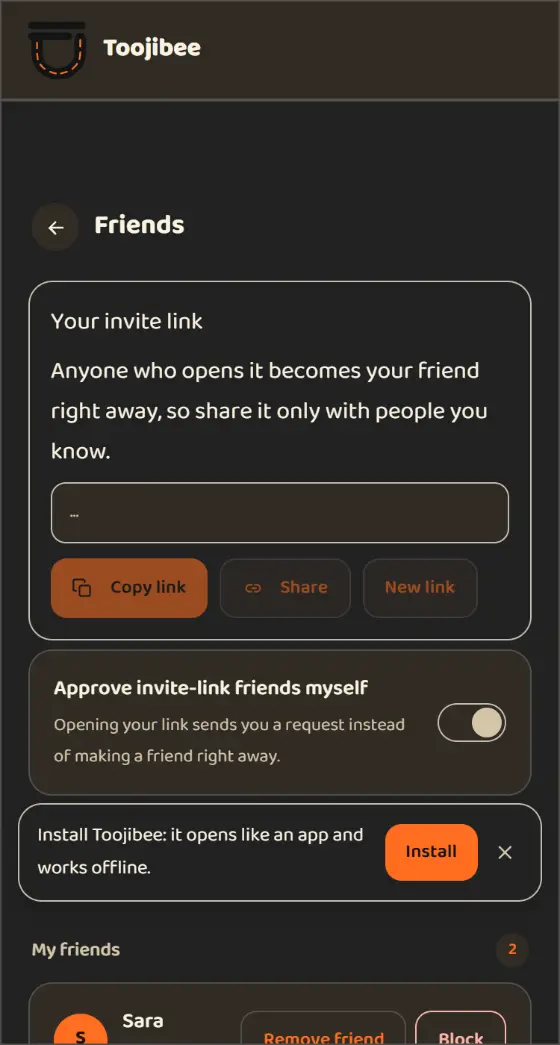 Toojibee
Friends
Your invite link
Anyone who opens it becomes your friend
right away, so share it only with people you
know.
…
Copy link
Share
New link
Approve invite-link friends myself
Opening your link sends you a request instead
of making a friend right away.
Install Toojibee: it opens like an app and
works offline.
Install
My friends
2
S
Sara
Remove friend
Block